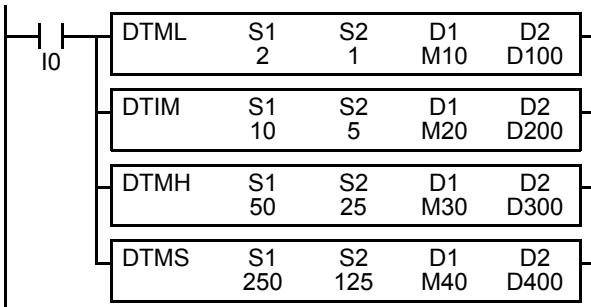 DTML S1 S2 D1 D2
I0 2 1 M10 D100
DTIM S1 S2 D1 D2
10 5 M20 D200
DTMH S1 S2 D1 D2
50 25 M30 D300
DTMS S1 S2 D1 D2
250 125 M40 D400